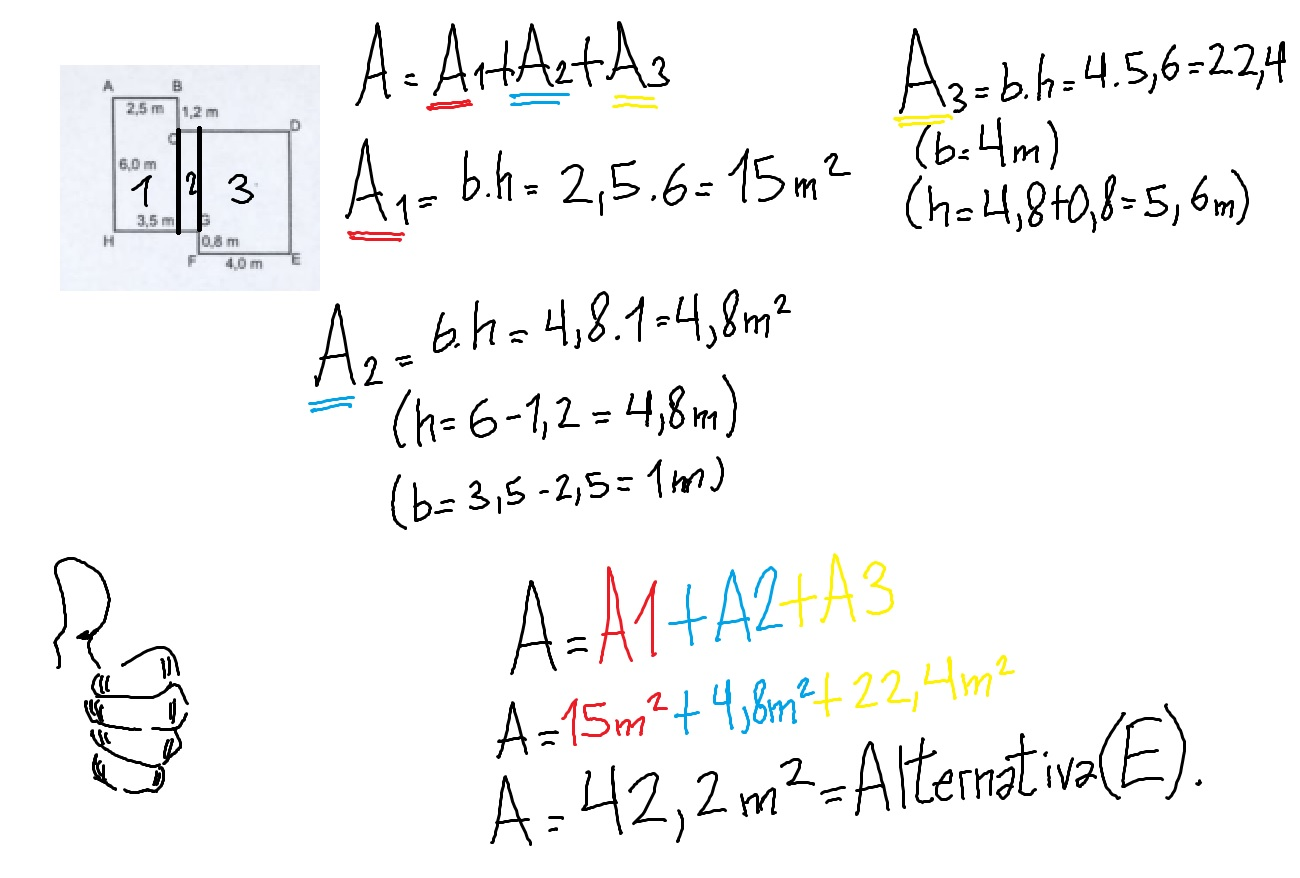 A = A1+A2+A3
A3 = b.h = 4.5,6 = 22,4
(b = 4m)
(h = 4,8+0,8 = 5,6m)
A B
2,5 m 1,2 m
C D
6,0 m
1 2 3
3,5 m G
H 0,8 m
F 4,0 m E
A1 = b.h = 2,5.6 = 15m²
A2 = b.h = 4,8.1 = 4,8m²
(h = 6-1,2 = 4,8m)
(b = 3,5-2,5 = 1m)
A = A1+A2+A3
A = 15m² + 4,8m² + 22,4m²
A = 42,2m² = Alternativa (E).